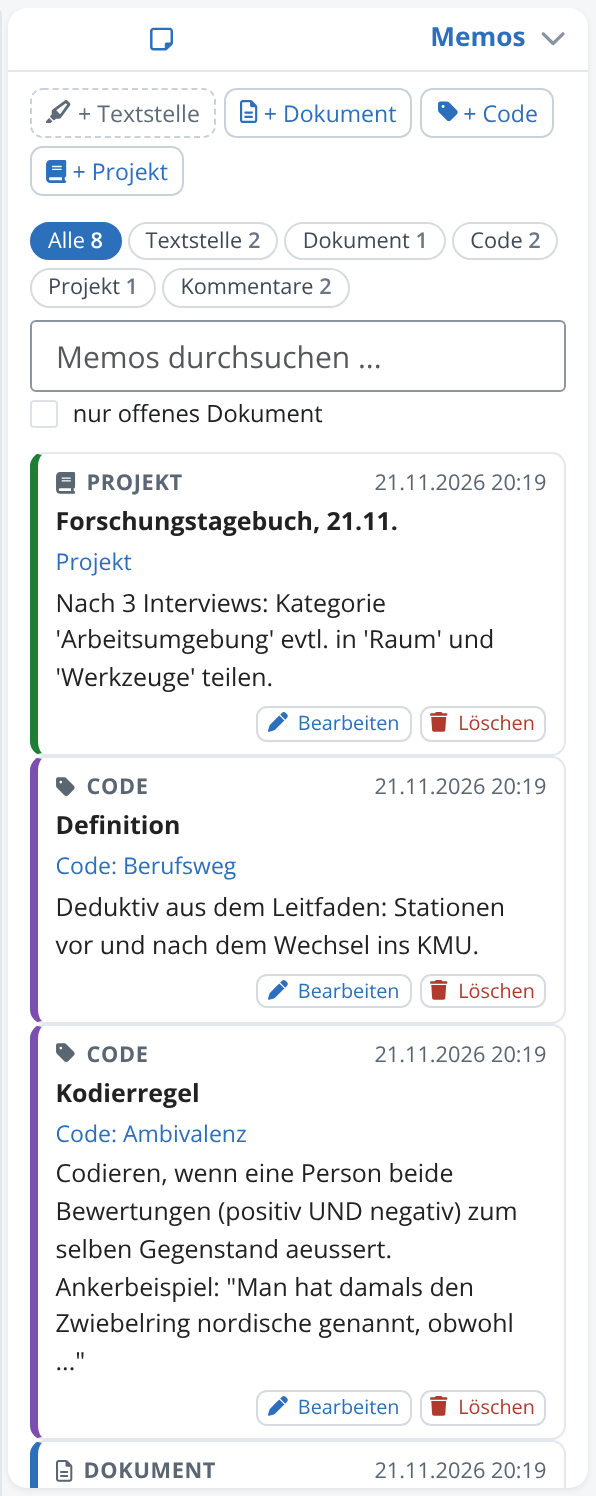 Memos
+ Textstelle
+ Dokument
+ Code
+ Projekt
Alle 8
Textstelle 2
Dokument 1
Code 2
Projekt 1
Kommentare 2
Memos durchsuchen ...
nur offenes Dokument
PROJEKT 21.11.2026 20:19
Forschungstagebuch, 21.11.
Projekt
Nach 3 Interviews: Kategorie
'Arbeitsumgebung' evtl. in 'Raum' und
'Werkzeuge' teilen.
Bearbeiten Löschen
CODE 21.11.2026 20:19
Definition
Code: Berufsweg
Deduktiv aus dem Leitfaden: Stationen
vor und nach dem Wechsel ins KMU.
Bearbeiten Löschen
CODE 21.11.2026 20:19
Kodierregel
Code: Ambivalenz
Codieren, wenn eine Person beide
Bewertungen (positiv UND negativ) zum
selben Gegenstand aeussert.
Ankerbeispiel: "Man hat damals den
Zwiebelring nordische genannt, obwohl
..."
Bearbeiten Löschen
DOKUMENT 21.11.2026 20:19